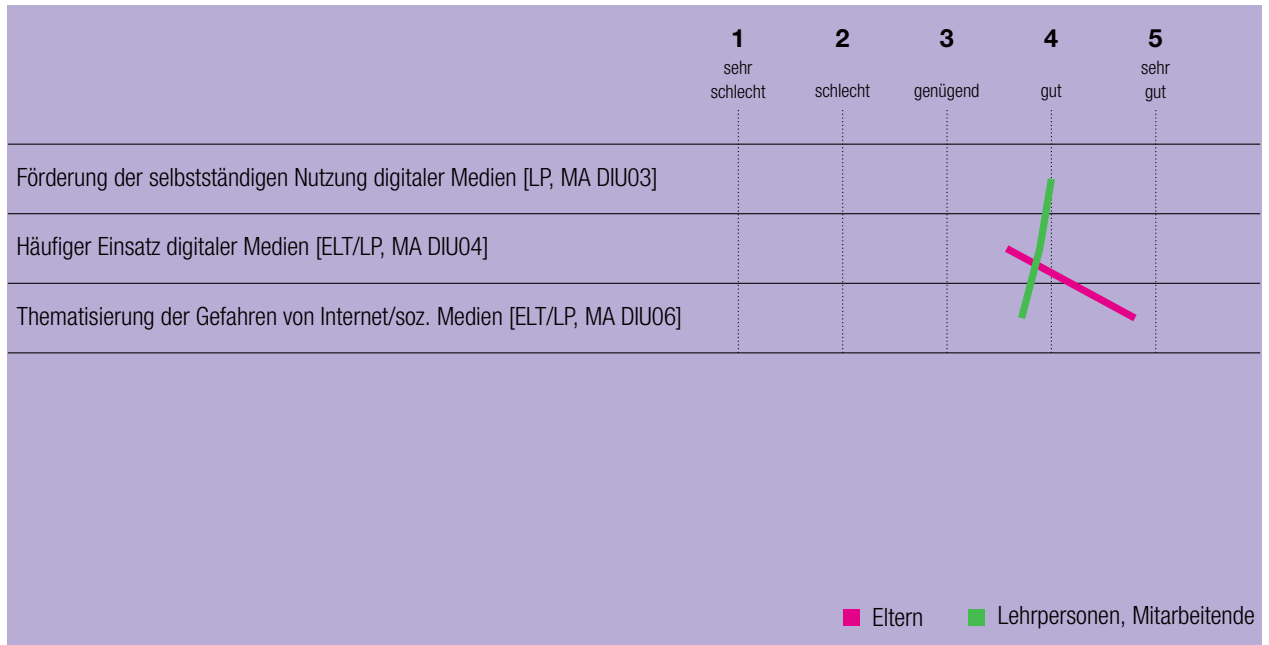 1 2 3 4 5
sehr schlecht schlecht genügend gut sehr gut
Förderung der selbstständigen Nutzung digitaler Medien [LP, MA DIU03]
Häufiger Einsatz digitaler Medien [ELT/LP, MA DIU04]
Thematisierung der Gefahren von Internet/soz. Medien [ELT/LP, MA DIU06]
Eltern Lehrpersonen, Mitarbeitende